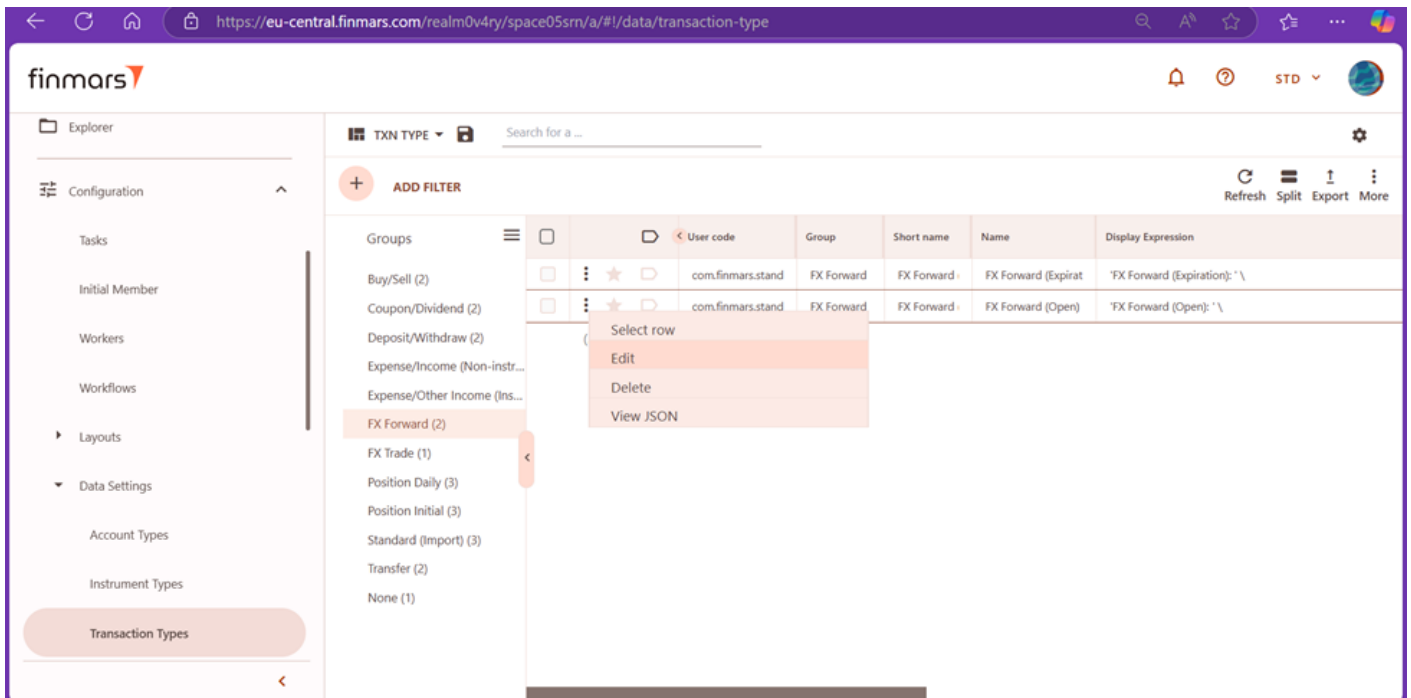 https://eu-central.finmars.com/realm0v4ry/space05srn/a/#!/data/transaction-type
finmars
STD
Explorer
Configuration
Tasks
Initial Member
Workers
Workflows
Layouts
Data Settings
Account Types
Instrument Types
Transaction Types
TXN TYPE
Search for a ...
ADD FILTER
Refresh Split Export More
Groups
Buy/Sell (2)
Coupon/Dividend (2)
Deposit/Withdraw (2)
Expense/Income (Non-instr...
Expense/Other Income (Ins...
FX Forward (2)
FX Trade (1)
Position Daily (3)
Position Initial (3)
Standard (Import) (3)
Transfer (2)
None (1)
User code Group Short name Name Display Expression
com.finmars.stand FX Forward FX Forward FX Forward (Expirat 'FX Forward (Expiration): ' \
com.finmars.stand FX Forward FX Forward FX Forward (Open) 'FX Forward (Open): ' \
Select row
Edit
Delete
View JSON